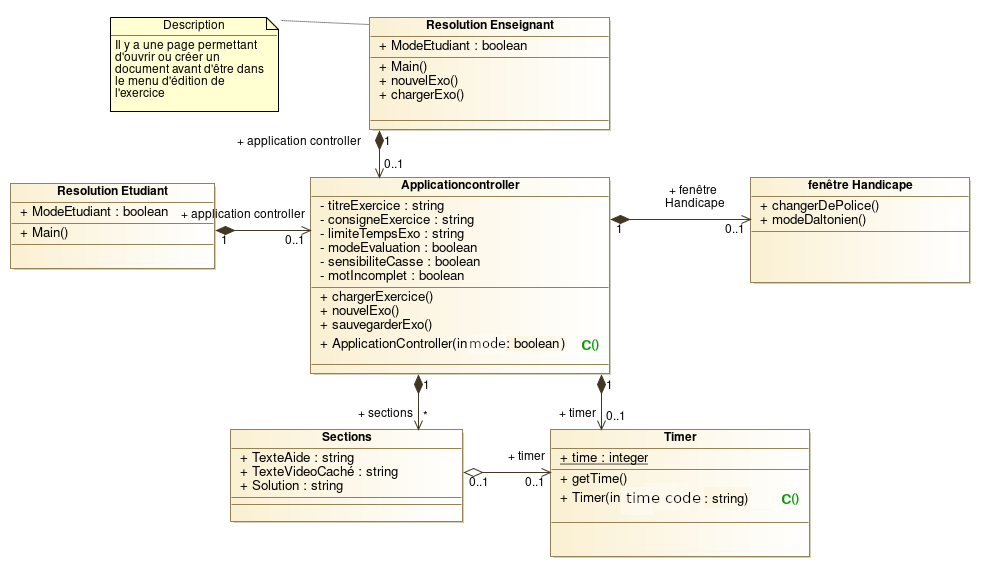 Description
Il y a une page permettant
d'ouvrir ou créer un
document avant d'être dans
le menu d'édition de
l'exercice
Resolution Enseignant
+ ModeEtudiant : boolean
+ Main()
+ nouvelExo()
+ chargerExo()
+ application controller
1
0..1
Resolution Etudiant
+ ModeEtudiant : boolean
+ Main()
+ application controller
1
0..1
Applicationcontroller
- titreExercice : string
- consigneExercice : string
- limiteTempsExo : string
- modeEvaluation : boolean
- sensibiliteCasse : boolean
- motIncomplet : boolean
+ chargerExercice()
+ nouvelExo()
+ sauvegarderExo()
+ ApplicationController(in mode : boolean) C()
+ fenêtre
Handicape
1
0..1
fenêtre Handicape
+ changerDePolice()
+ modeDaltonien()
1
+ sections
*
1
+ timer
0..1
Sections
+ TexteAide : string
+ TexteVideoCaché : string
+ Solution : string
+ timer
0..1
0..1
Timer
+ time : integer
+ getTime()
+ Timer(in time code : string) C()